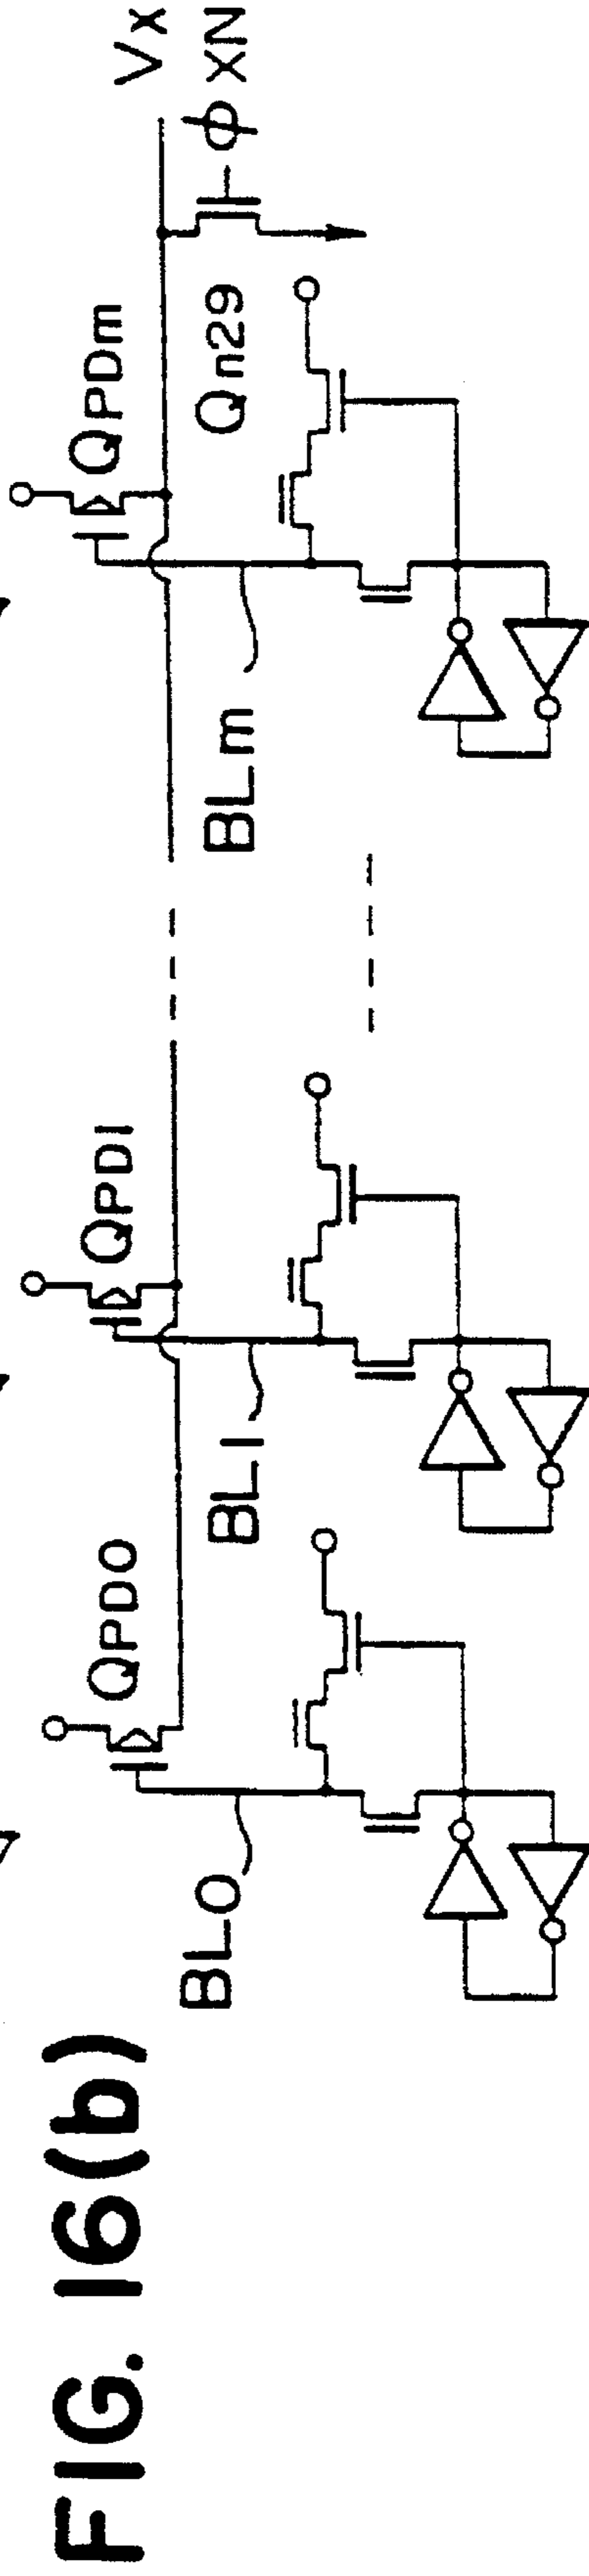 FIG. 16(b)
QPD0
QPD1
QPDm
VX
BL0
BL1
BLm
Qn29
ϕXN